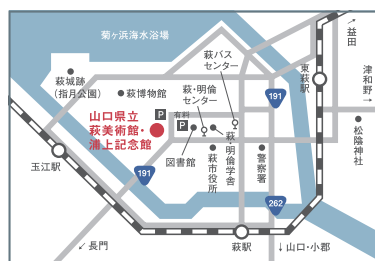 菊ヶ浜海水浴場
↗益田
萩バス
センター
東萩駅
津和野→
萩城跡
(指月公園)
萩博物館
萩・明倫
センター
191
山口県立
萩美術館・
浦上記念館
P
有料
P
図書館
萩・明倫学舎
萩市役所
警察署
松陰神社
玉江駅
191
262
↙長門
萩駅
↓山口・小郡